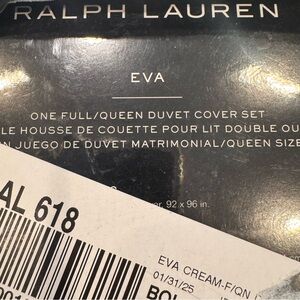 RALPH LAUREN
EVA
ONE FULL/QUEEN DUVET COVER SET
LE HOUSSE DE COUETTE POUR LIT DOUBLE OU
N JUEGO DE DUVET MATRIMONIAL/QUEEN SIZE
92 x 96 in.
AL 618
EVA CREAM-F/QN
01/31/25
BO